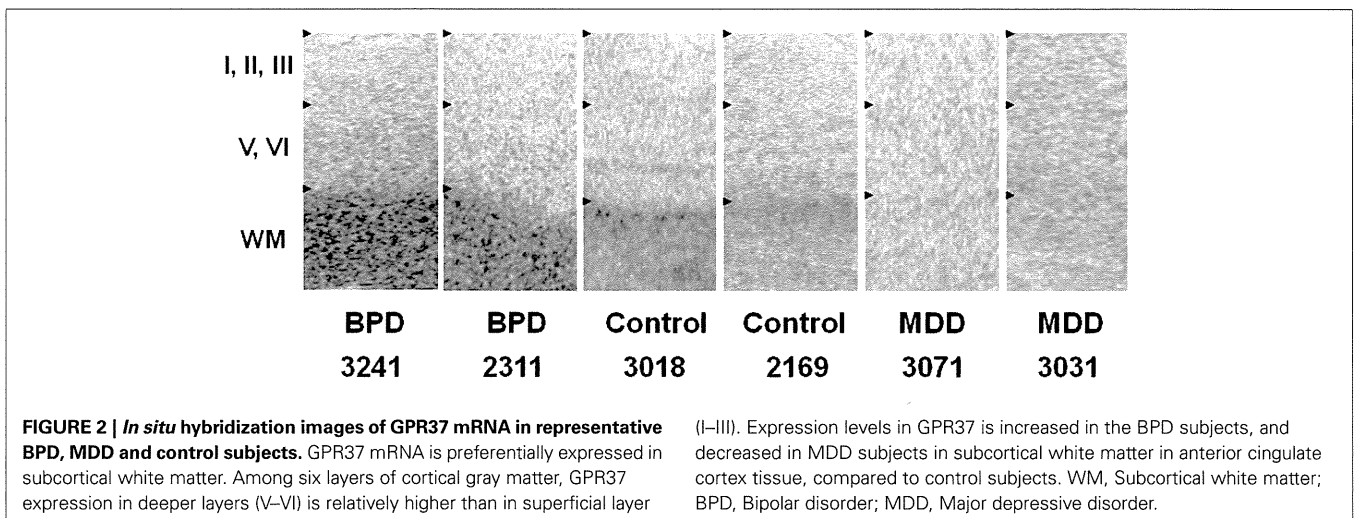 I, II, III
V, VI
WM
BPD BPD Control Control MDD MDD
3241 2311 3018 2169 3071 3031
FIGURE 2 | In situ hybridization images of GPR37 mRNA in representative
BPD, MDD and control subjects. GPR37 mRNA is preferentially expressed in
subcortical white matter. Among six layers of cortical gray matter, GPR37
expression in deeper layers (V–VI) is relatively higher than in superficial layer
(I–III). Expression levels in GPR37 is increased in the BPD subjects, and
decreased in MDD subjects in subcortical white matter in anterior cingulate
cortex tissue, compared to control subjects. WM, Subcortical white matter;
BPD, Bipolar disorder; MDD, Major depressive disorder.